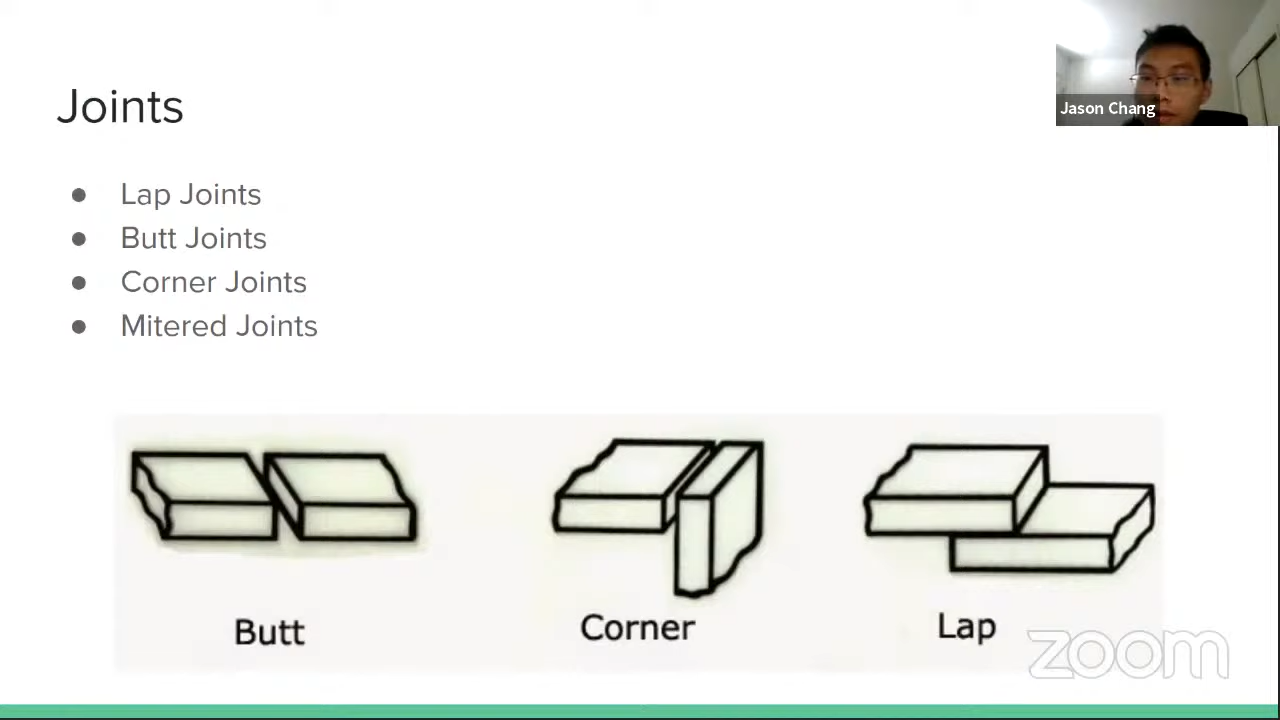 Jason Chang
Joints
Lap Joints
Butt Joints
Corner Joints
Mitered Joints
Butt
Corner
Lap
zoom